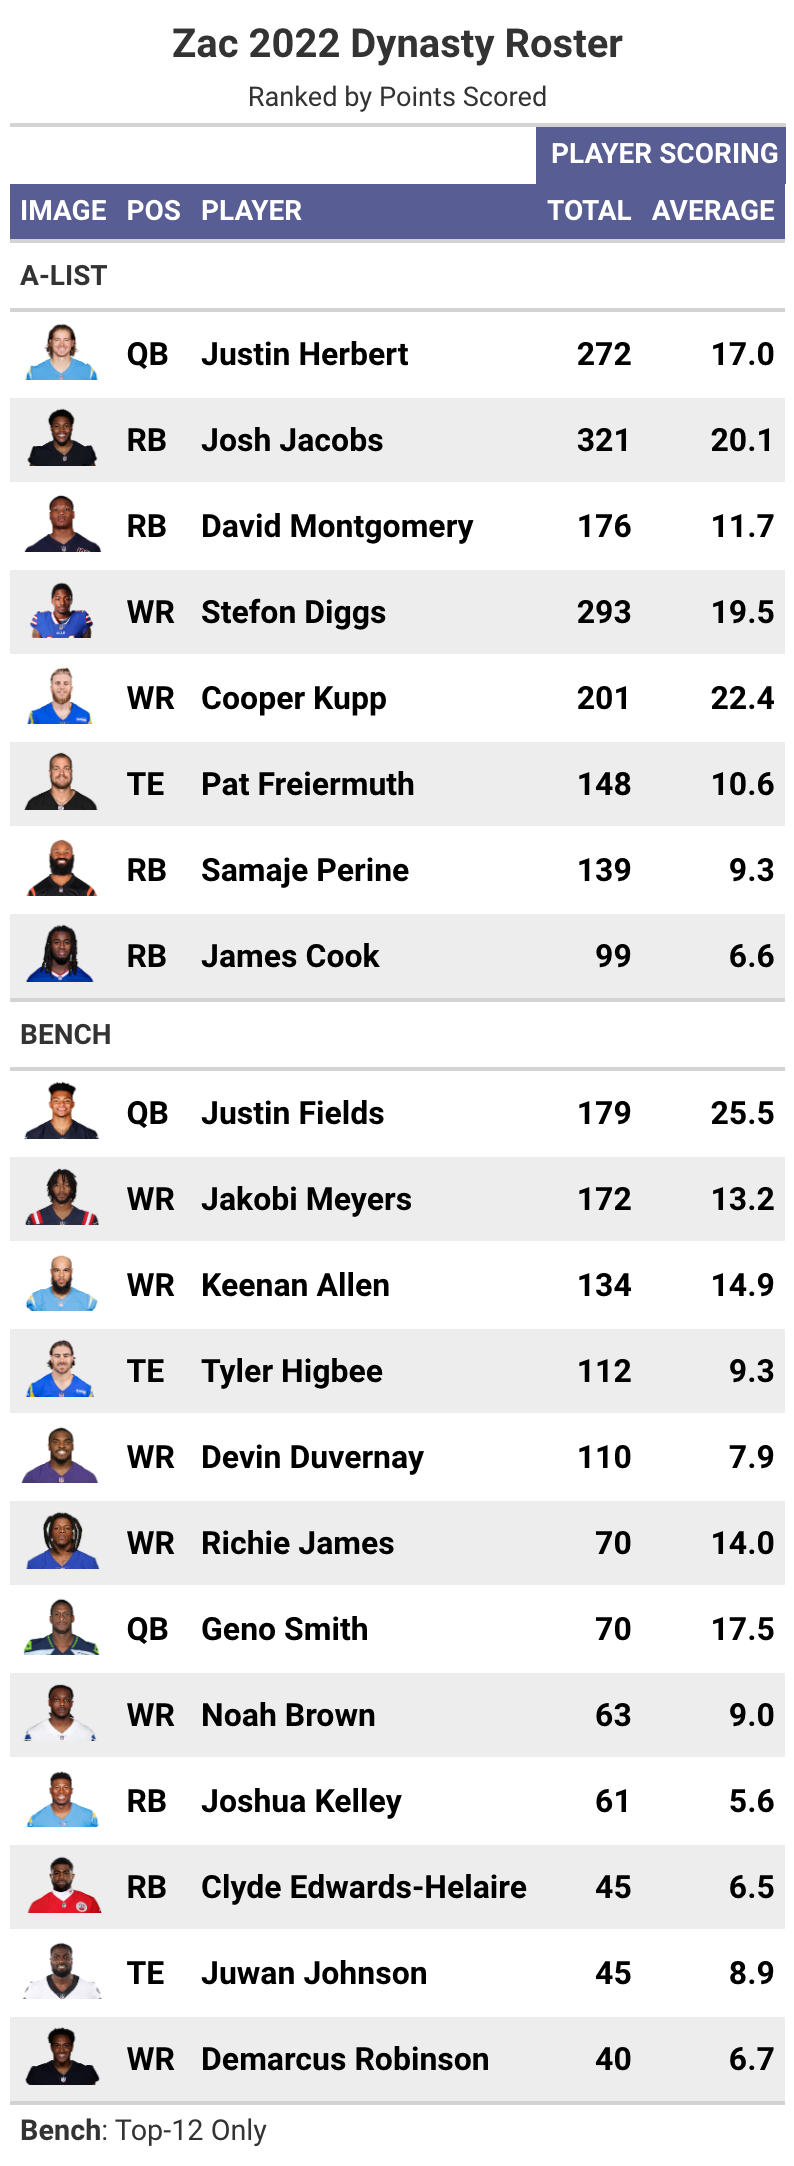 Zac 2022 Dynasty Roster
Ranked by Points Scored
PLAYER SCORING
IMAGE POS PLAYER TOTAL AVERAGE
A-LIST
QB Justin Herbert 272 17.0
RB Josh Jacobs 321 20.1
RB David Montgomery 176 11.7
WR Stefon Diggs 293 19.5
WR Cooper Kupp 201 22.4
TE Pat Freiermuth 148 10.6
RB Samaje Perine 139 9.3
RB James Cook 99 6.6
BENCH
QB Justin Fields 179 25.5
WR Jakobi Meyers 172 13.2
WR Keenan Allen 134 14.9
TE Tyler Higbee 112 9.3
WR Devin Duvernay 110 7.9
WR Richie James 70 14.0
QB Geno Smith 70 17.5
WR Noah Brown 63 9.0
RB Joshua Kelley 61 5.6
RB Clyde Edwards-Helaire 45 6.5
TE Juwan Johnson 45 8.9
WR Demarcus Robinson 40 6.7
Bench: Top-12 Only